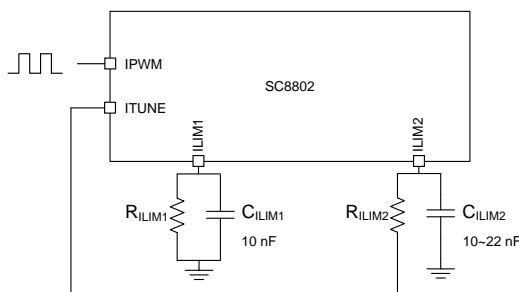 IPWM
SC8802
ITUNE
ILIM1
ILIM2
RILIM1
CILIM1
10 nF
RILIM2
CILIM2
10~22 nF